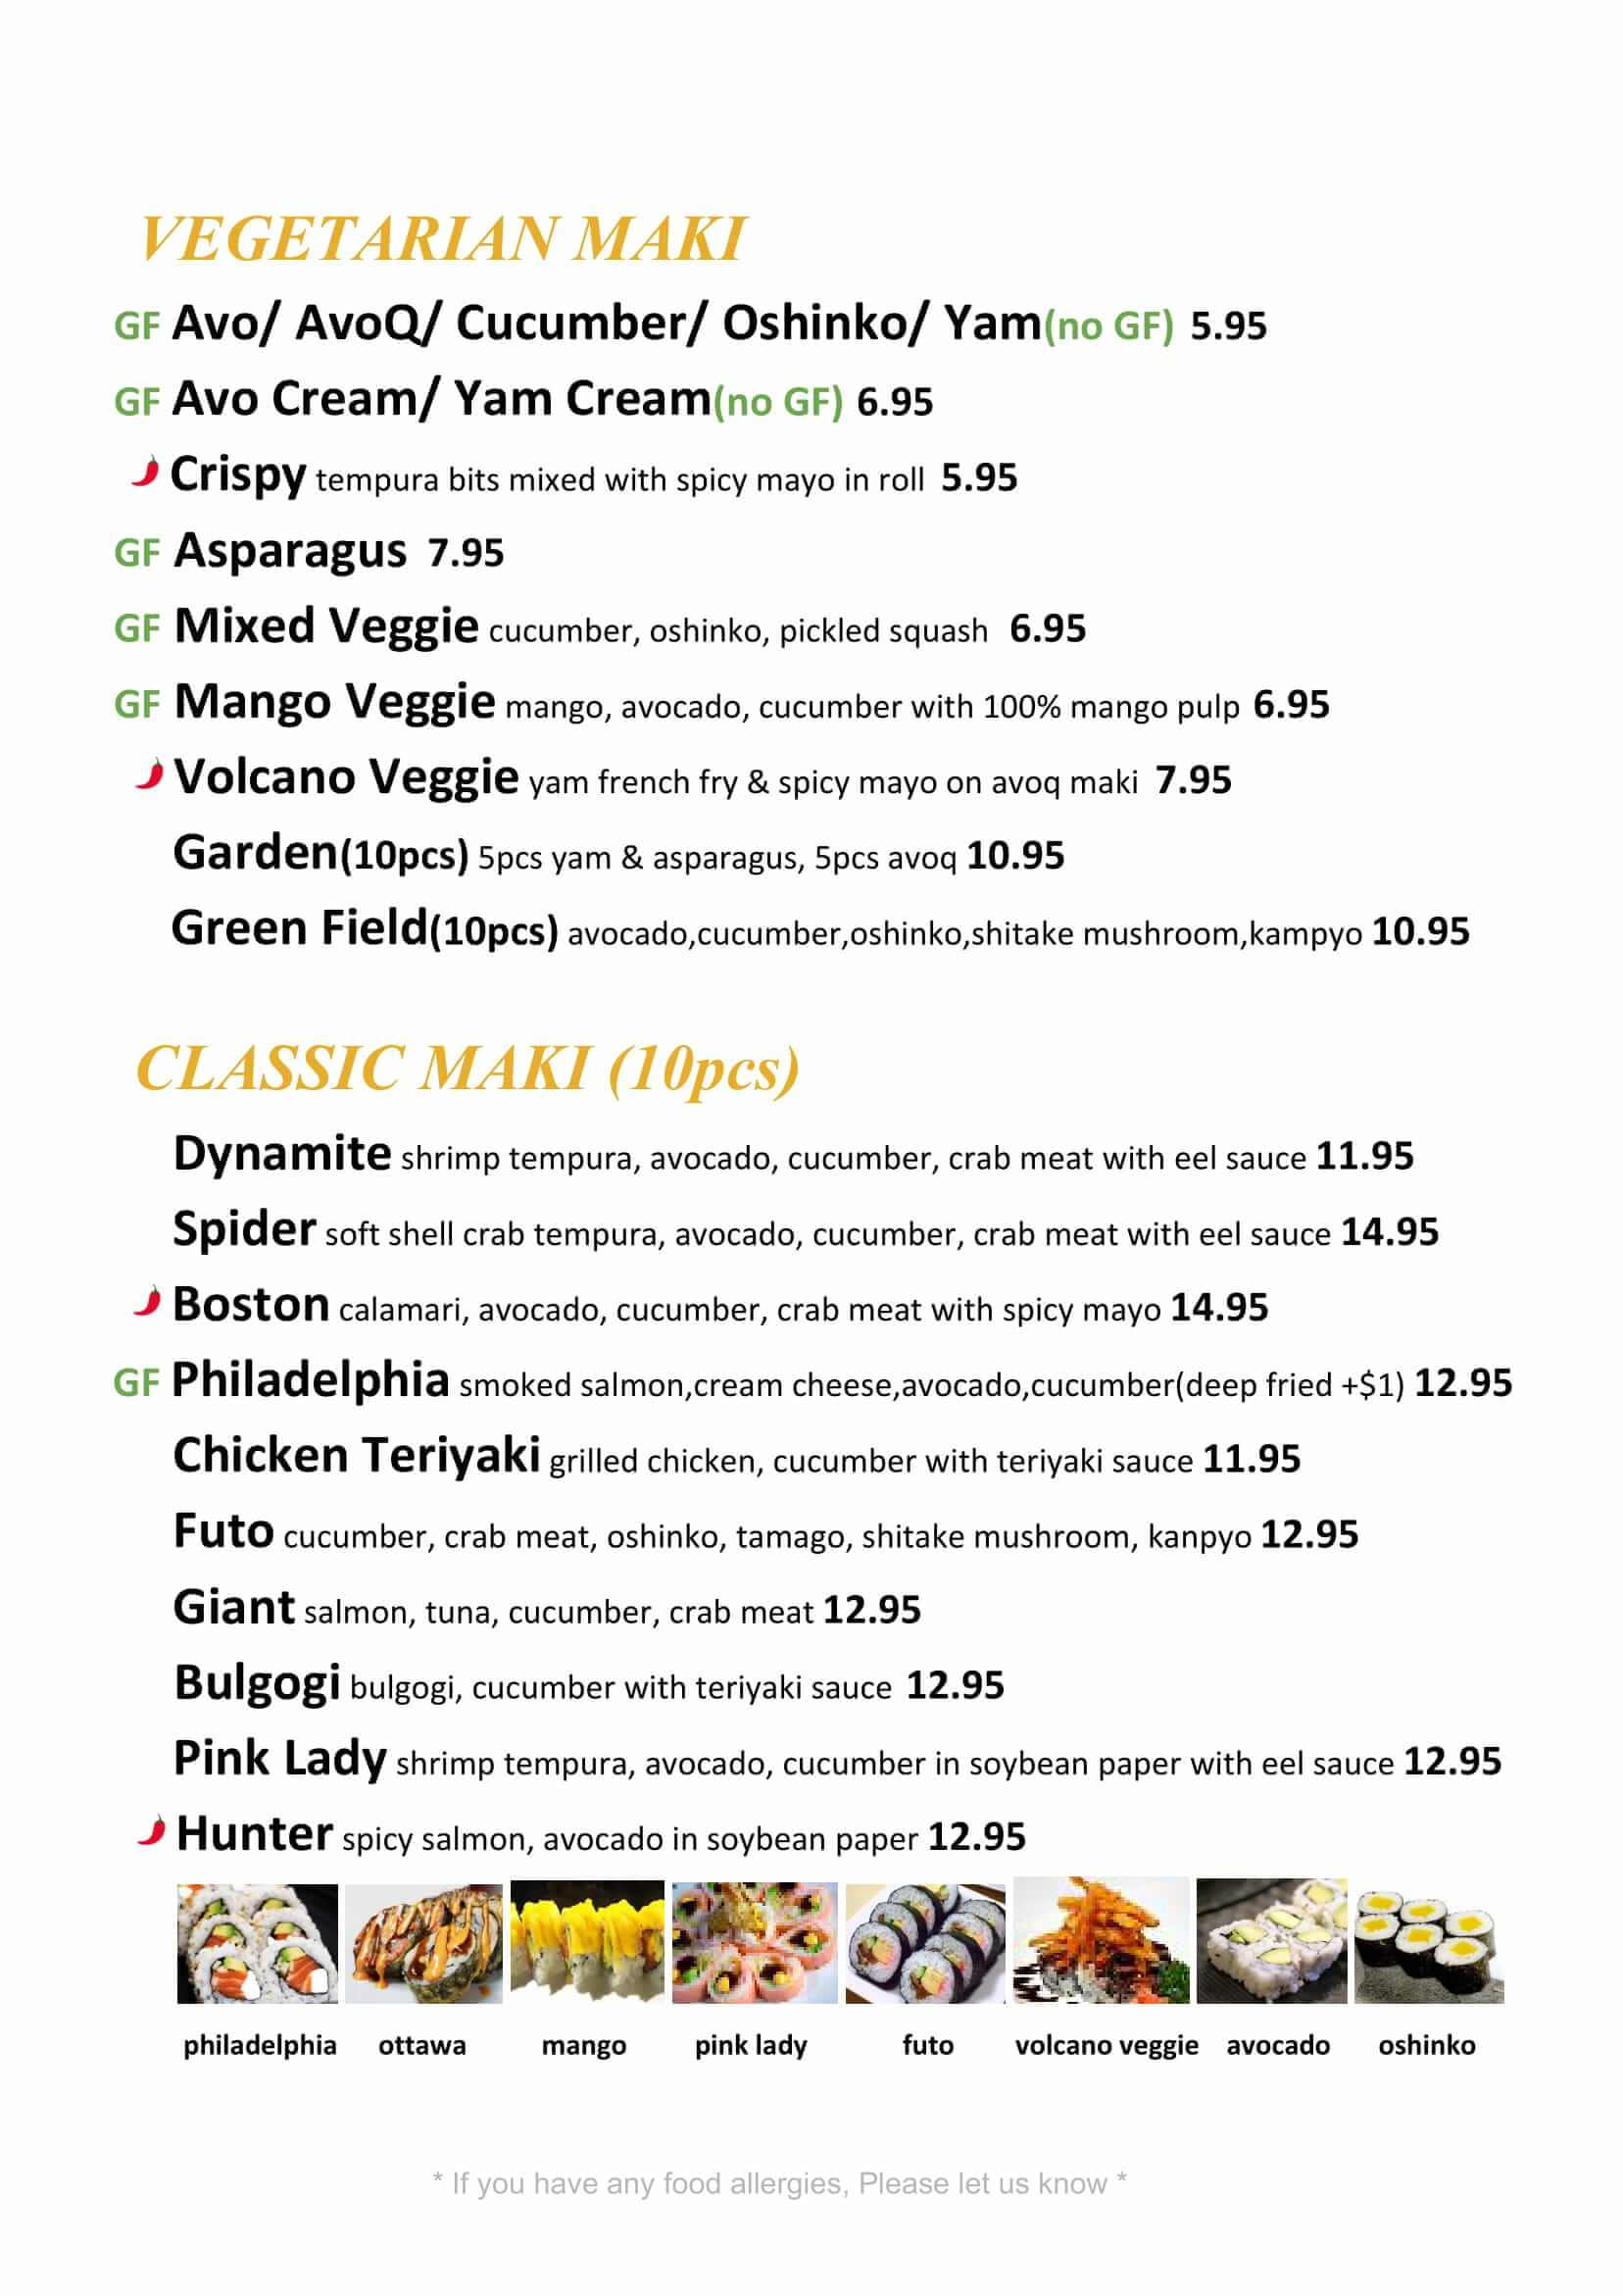 VEGETARIAN MAKI
GF Avo/ AvoQ/ Cucumber/ Oshinko/ Yam(no GF) 5.95
GF Avo Cream/ Yam Cream(no GF) 6.95
Crispy tempura bits mixed with spicy mayo in roll 5.95
GF Asparagus 7.95
GF Mixed Veggie cucumber, oshinko, pickled squash 6.95
GF Mango Veggie mango, avocado, cucumber with 100% mango pulp 6.95
Volcano Veggie yam french fry & spicy mayo on avoq maki 7.95
Garden(10pcs) 5pcs yam & asparagus, 5pcs avoq 10.95
Green Field(10pcs) avocado,cucumber,oshinko,shitake mushroom,kampyo 10.95
CLASSIC MAKI (10pcs)
Dynamite shrimp tempura, avocado, cucumber, crab meat with eel sauce 11.95
Spider soft shell crab tempura, avocado, cucumber, crab meat with eel sauce 14.95
Boston calamari, avocado, cucumber, crab meat with spicy mayo 14.95
GF Philadelphia smoked salmon,cream cheese,avocado,cucumber(deep fried +$1) 12.95
Chicken Teriyaki grilled chicken, cucumber with teriyaki sauce 11.95
Futo cucumber, crab meat, oshinko, tamago, shitake mushroom, kanpyo 12.95
Giant salmon, tuna, cucumber, crab meat 12.95
Bulgogi bulgogi, cucumber with teriyaki sauce 12.95
Pink Lady shrimp tempura, avocado, cucumber in soybean paper with eel sauce 12.95
Hunter spicy salmon, avocado in soybean paper 12.95
philadelphia ottawa mango pink lady futo volcano veggie avocado oshinko
* If you have any food allergies, Please let us know *